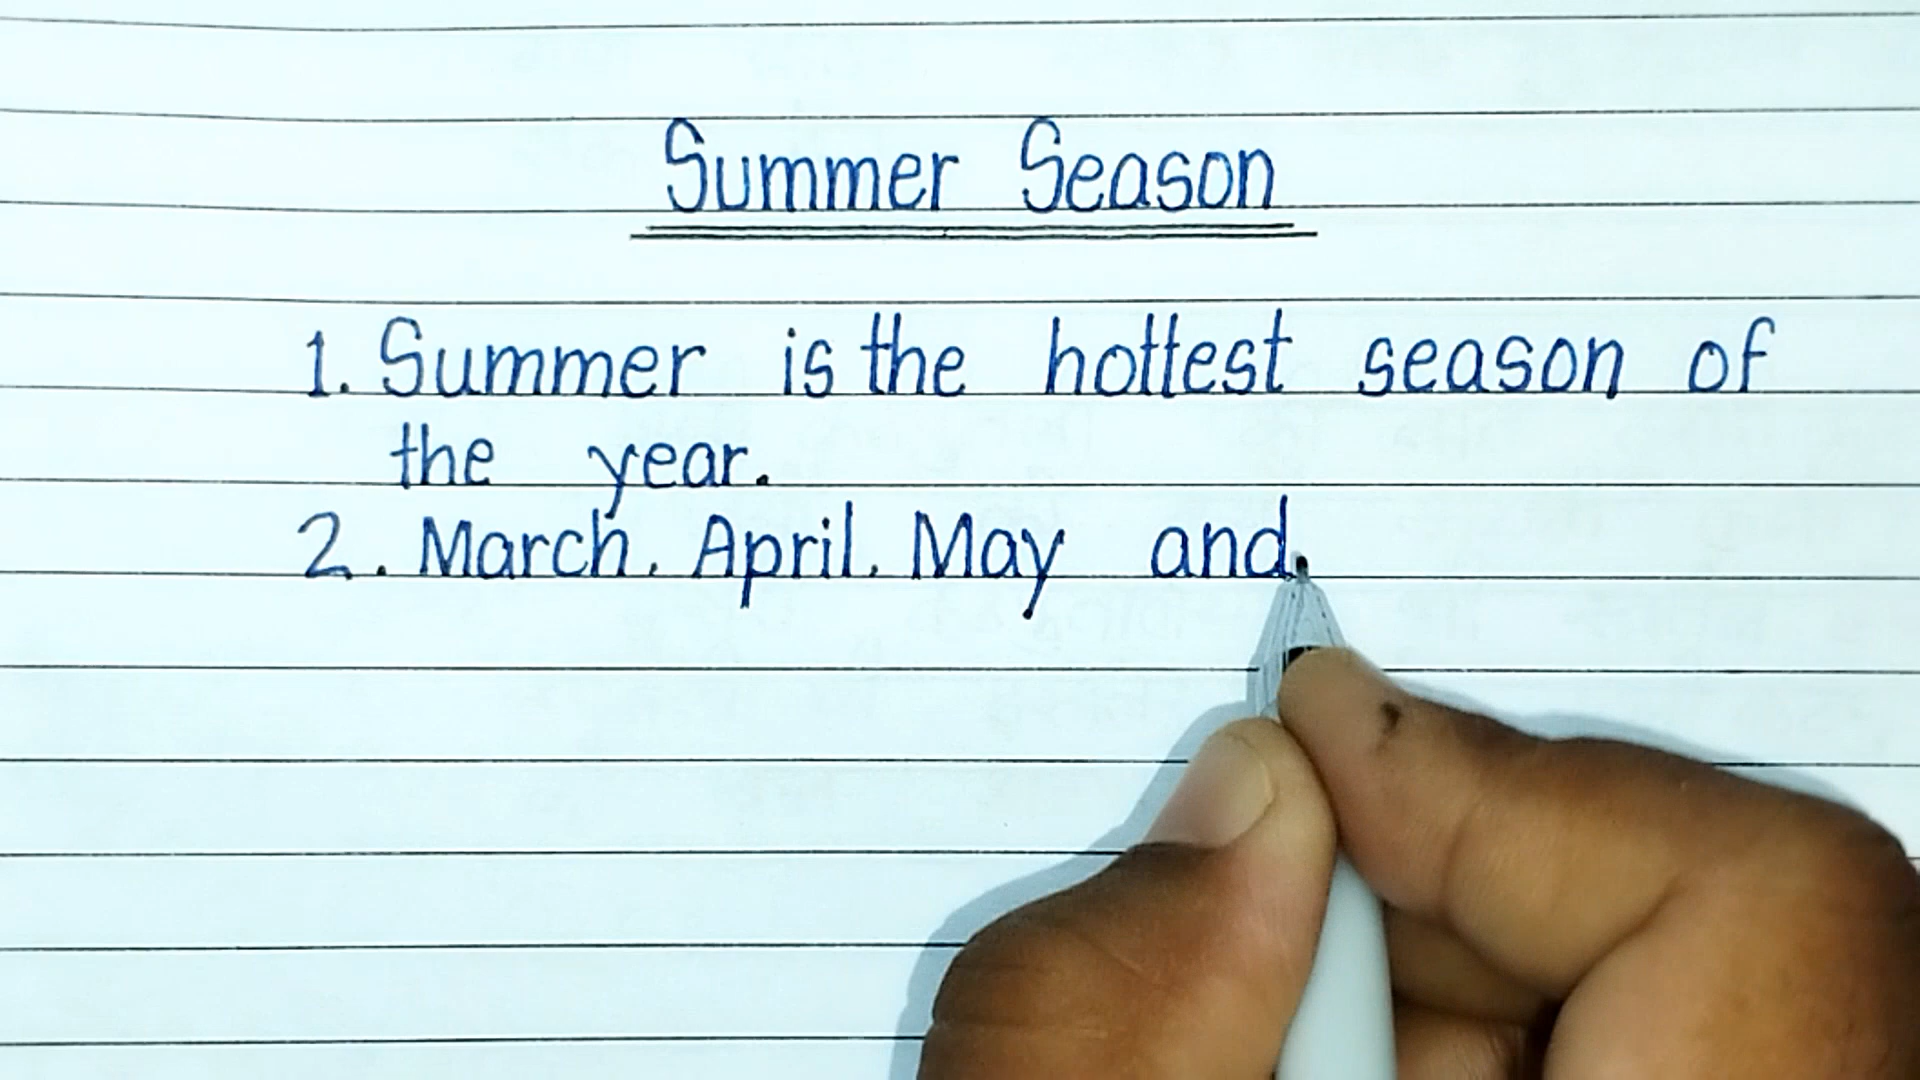 Summer Season
1. Summer is the hottest season of
the year.
2. March, April, May and